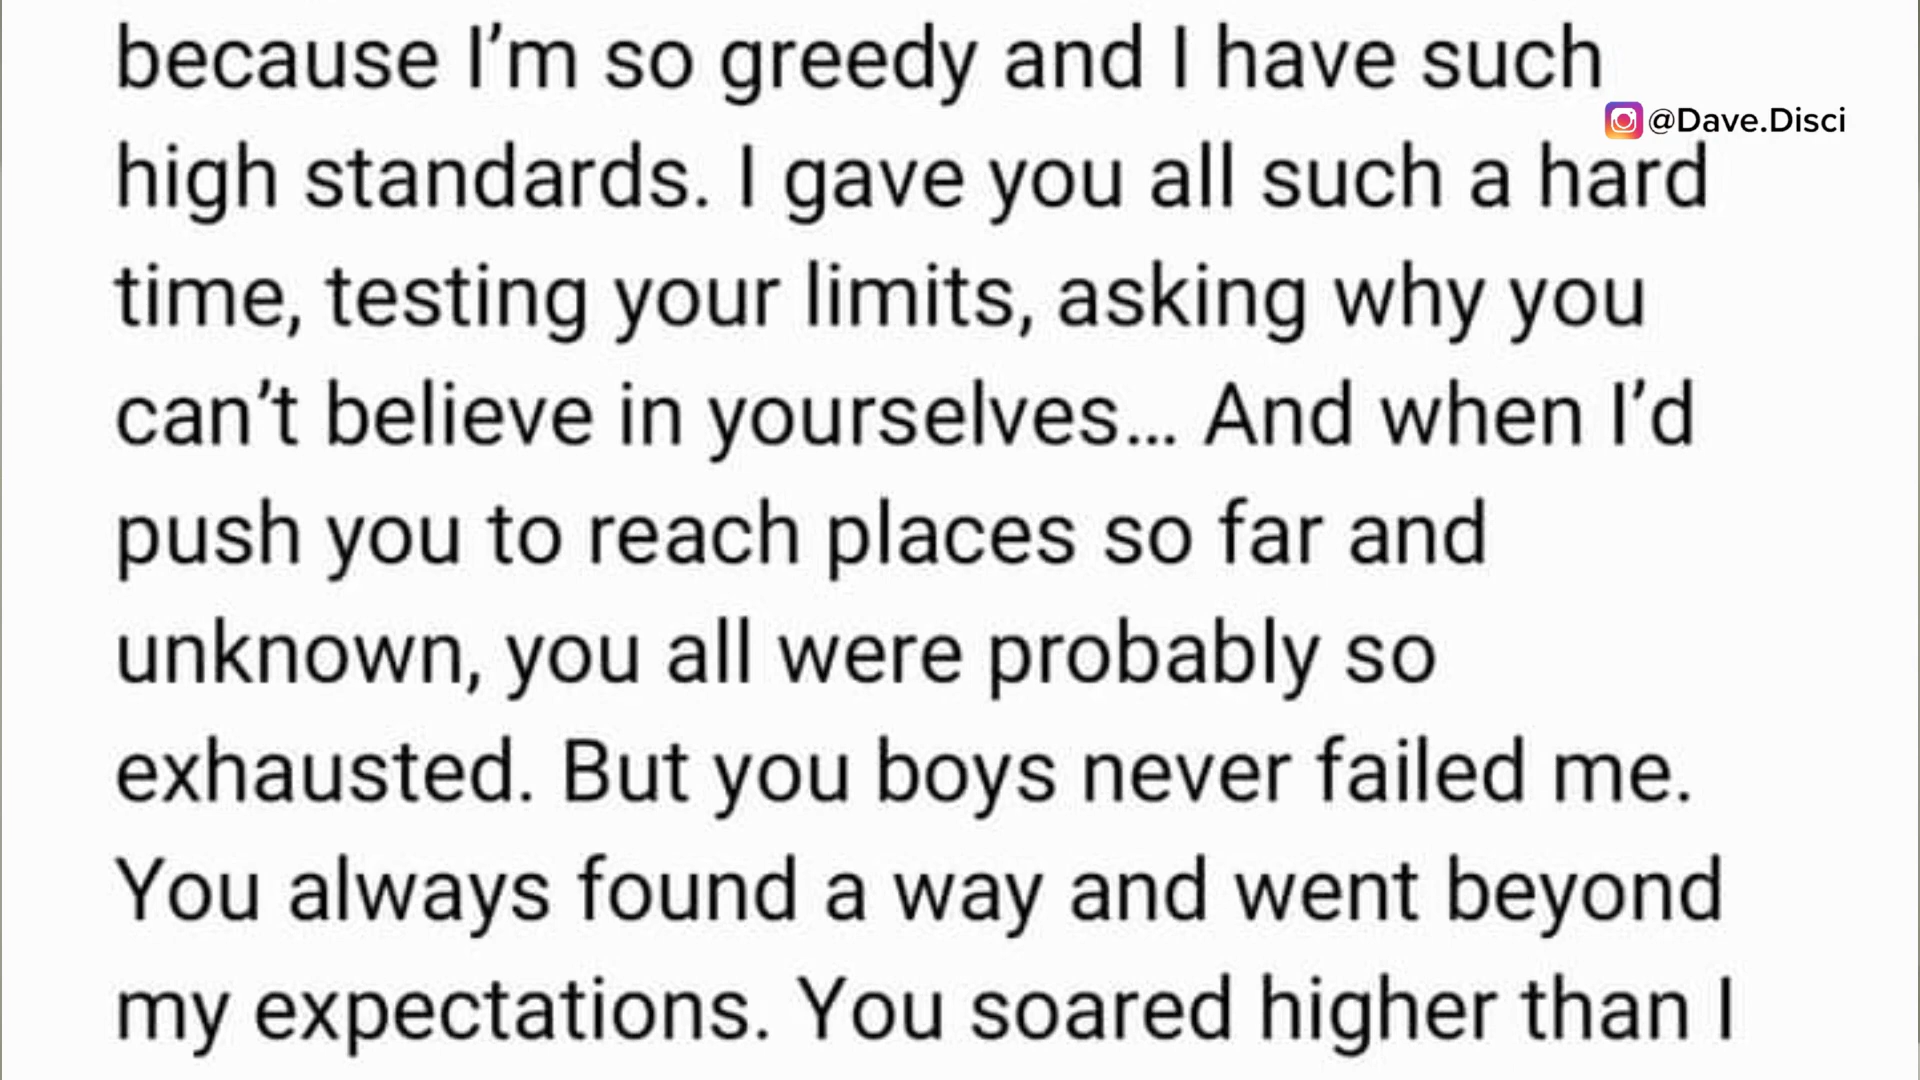 because I’m so greedy and I have such
@Dave.Disci
high standards. I gave you all such a hard
time, testing your limits, asking why you
can’t believe in yourselves... And when I’d
push you to reach places so far and
unknown, you all were probably so
exhausted. But you boys never failed me.
You always found a way and went beyond
my expectations. You soared higher than I